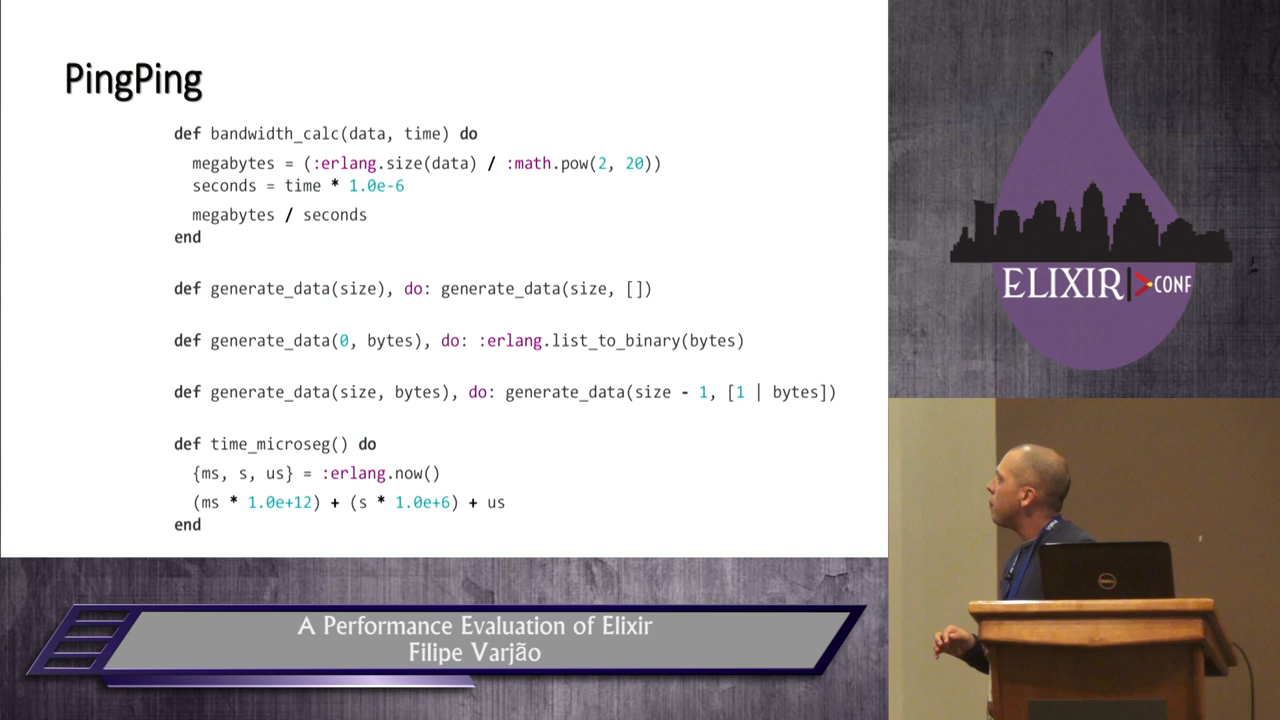 PingPing
def bandwidth_calc(data, time) do
megabytes = (:erlang.size(data) / :math.pow(2, 20))
seconds = time * 1.0e-6
megabytes / seconds
end
def generate_data(size), do: generate_data(size, [])
def generate_data(0, bytes), do: :erlang.list_to_binary(bytes)
def generate_data(size, bytes), do: generate_data(size - 1, [1 | bytes])
def time_microseg() do
{ms, s, us} = :erlang.now()
(ms * 1.0e+12) + (s * 1.0e+6) + us
end
ELIXIR CONF
DELL
A Performance Evaluation of Elixir
Filipe Varjão